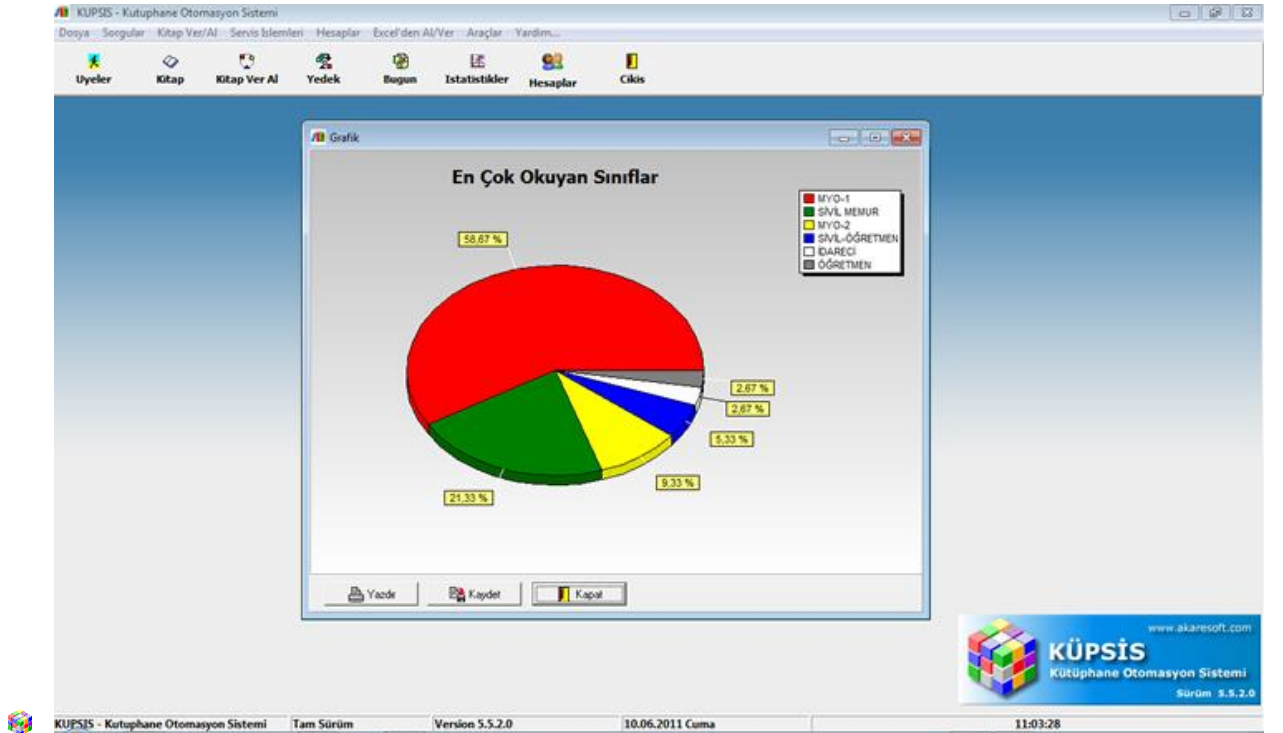 KUPSIS - Kutuphane Otomasyon Sistemi
Dosya Sorgular Kitap Ver/Al Servis Islemleri Hesaplar Excel'den Al/Ver Araçlar Yardim...
Uyeler Kitap Kitap Ver Al Yedek Bugun Istatistikler Hesaplar Cikis
Grafik
En Çok Okuyan Sınıflar
MYO-1
SİVİL MEMUR
MYO-2
SİVİL-ÖĞRETMEN
İDARECİ
ÖĞRETMEN
58,67 %
2,67 %
2,67 %
5,33 %
9,33 %
21,33 %
Yazdır Kaydet Kapat
www.akaresoft.com
KÜPSİS
Kütüphane Otomasyon Sistemi
Sürüm 5.5.2.0
KUPSIS - Kutuphane Otomasyon Sistemi Tam Sürüm Version 5.5.2.0 10.06.2011 Cuma 11:03:28